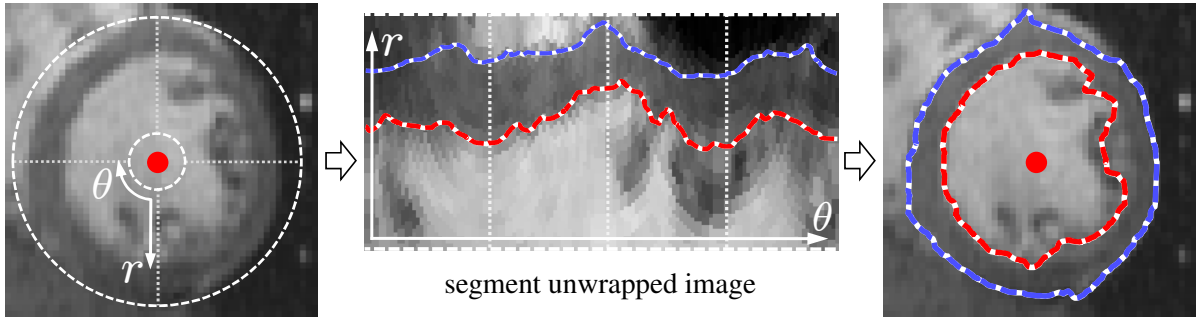 θ
r
r
θ
segment unwrapped image